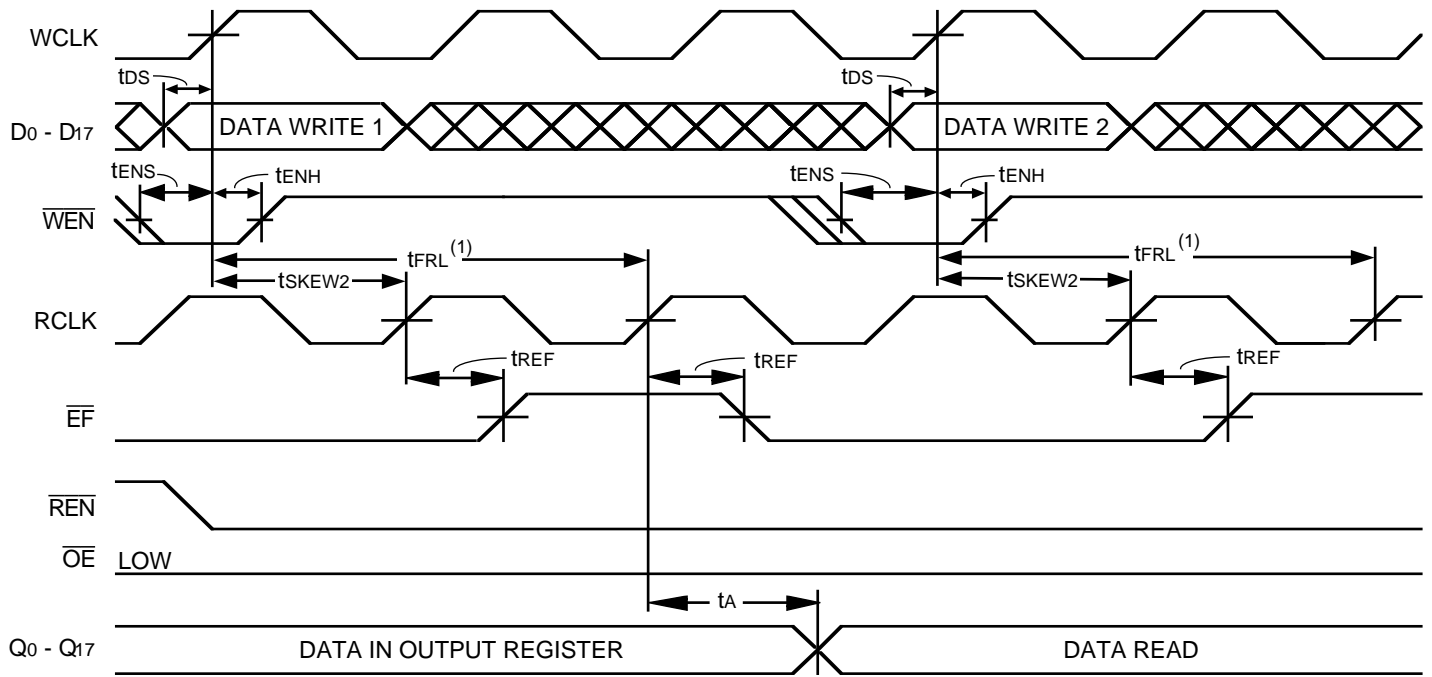 WCLK
tDS tDS
D0 - D17 DATA WRITE 1 DATA WRITE 2
tENS tENH tENS tENH
WEN
tFRL(1) tFRL(1)
tSKEW2 tSKEW2
RCLK
tREF tREF tREF
EF
REN
OE LOW
tA
Q0 - Q17 DATA IN OUTPUT REGISTER DATA READ